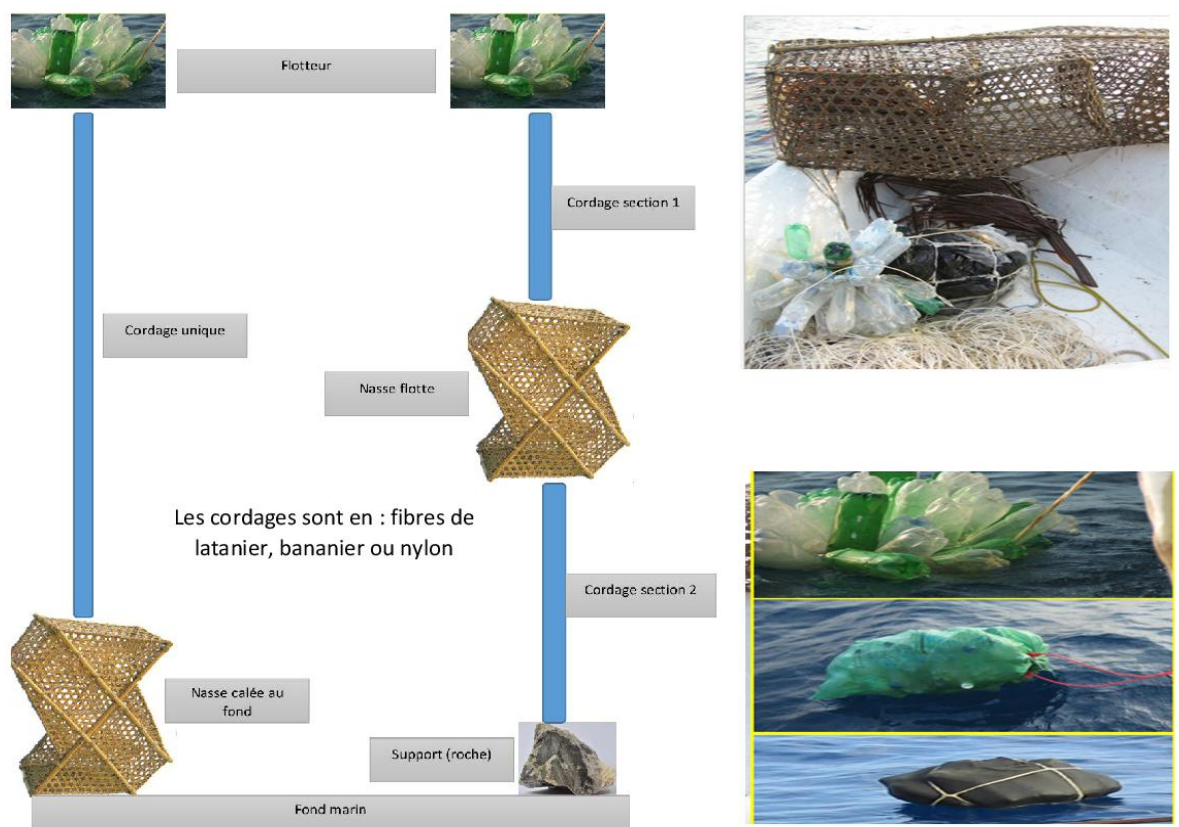 Flotteur
Cordage section 1
Cordage unique
Nasse flotte
Les cordages sont en : fibres de
latanier, bananier ou nylon
Cordage section 2
Nasse calée au
fond
Support (roche)
Fond marin